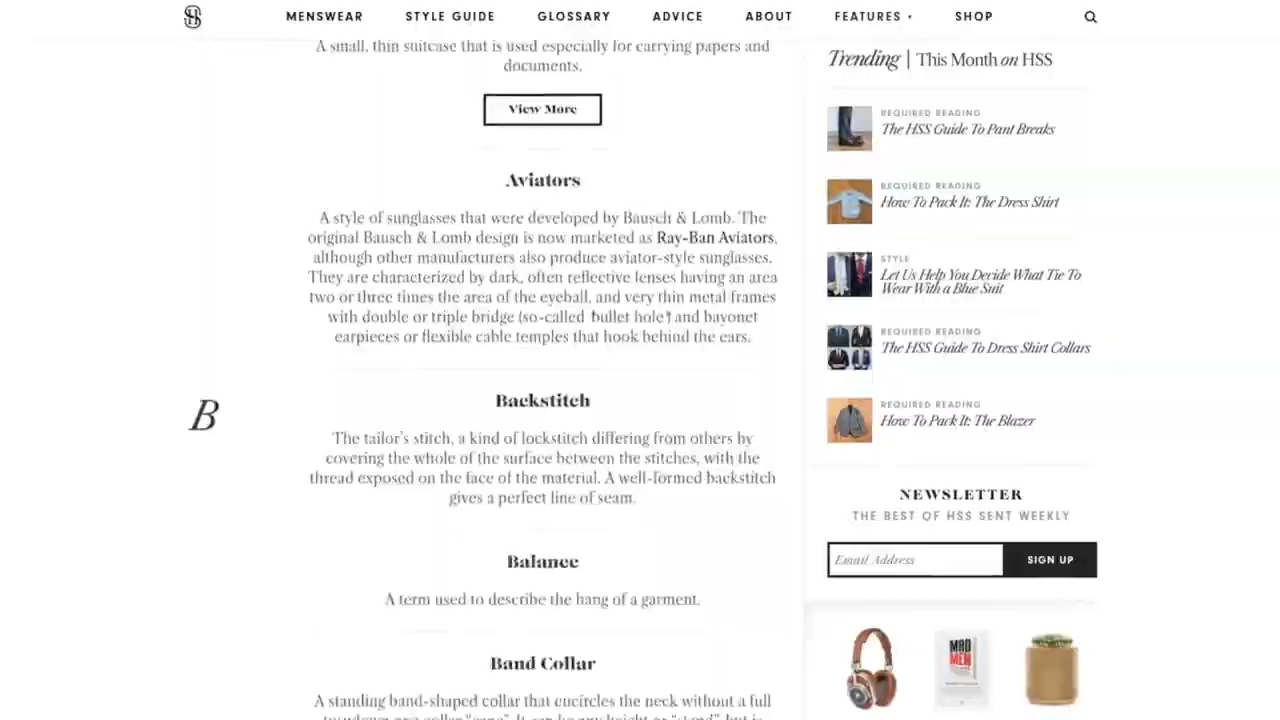 MENSWEAR STYLE GUIDE GLOSSARY ADVICE ABOUT FEATURES SHOP
A small, thin suitcase that is used especially for carrying papers and
documents.
View More
Aviators
A style of sunglasses that were developed by Bausch & Lomb. The
original Bausch & Lomb design is now marketed as Ray-Ban Aviators,
although other manufacturers also produce aviator-style sunglasses.
They are characterized by dark, often reflective lenses having an area
two or three times the area of the eyeball, and very thin metal frames
with double or triple bridge (so-called "bullet hole") and bayonet
earpieces or flexible cable temples that hook behind the ears.
B
Backstitch
The tailor's stitch, a kind of lockstitch differing from others by
covering the whole of the surface between the stitches, with the
thread exposed on the face of the material. A well-formed backstitch
gives a perfect line of seam.
Balance
A term used to describe the hang of a garment.
Band Collar
A standing band-shaped collar that encircles the neck without a full
Trending | This Month on HSS
REQUIRED READING
The HSS Guide To Pant Breaks
REQUIRED READING
How To Pack It: The Dress Shirt
STYLE
Let Us Help You Decide What Tie To
Wear With a Blue Suit
REQUIRED READING
The HSS Guide To Dress Shirt Collars
REQUIRED READING
How To Pack It: The Blazer
NEWSLETTER
THE BEST OF HSS SENT WEEKLY
Email Address SIGN UP
MAD
MEN